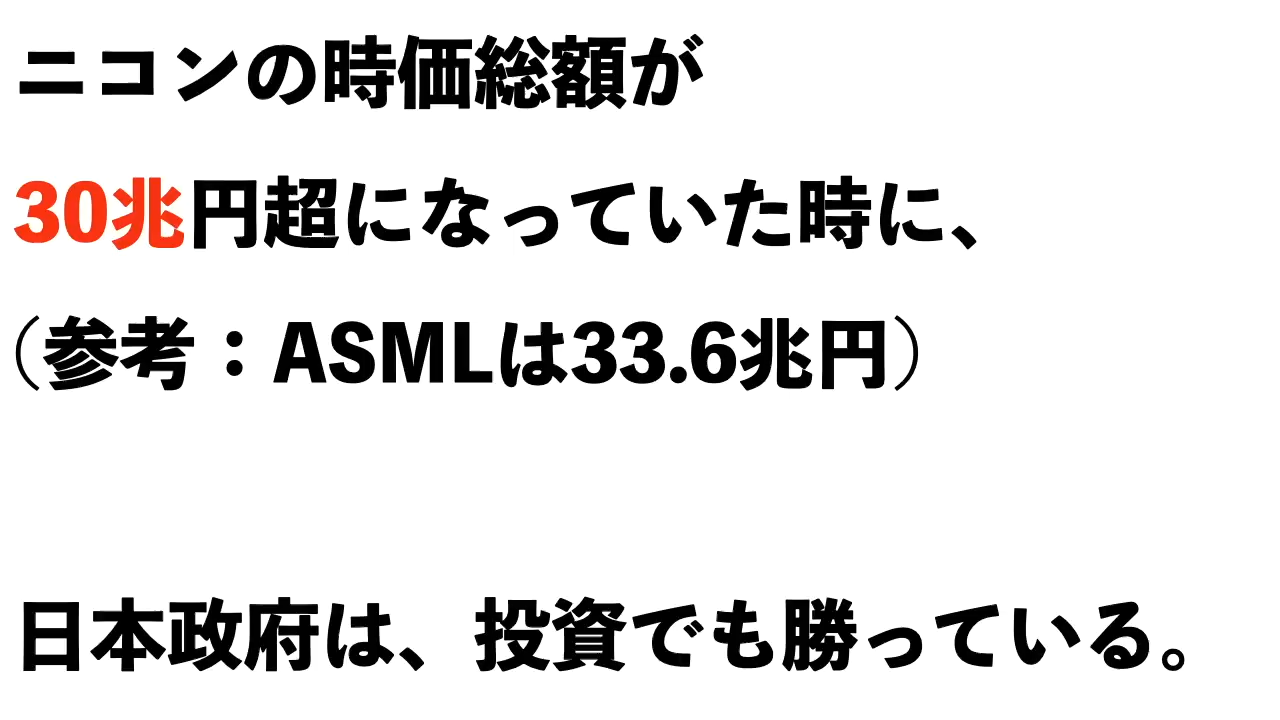 ニコンの時価総額が
30兆円超になっていた時に、
（参考：ASMLは33.6兆円）
日本政府は、投資でも勝っている。